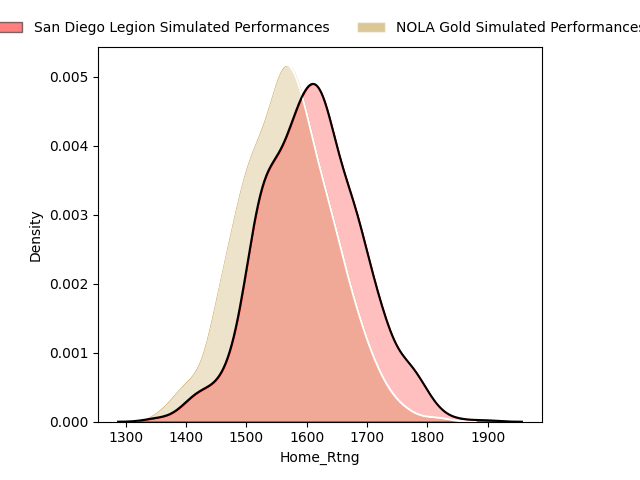 San Diego Legion Simulated Performances NOLA Gold Simulated Performances
0.005
0.004
0.003
0.002
0.001
0.000
Density
1300 1400 1500 1600 1700 1800 1900
Home_Rtng